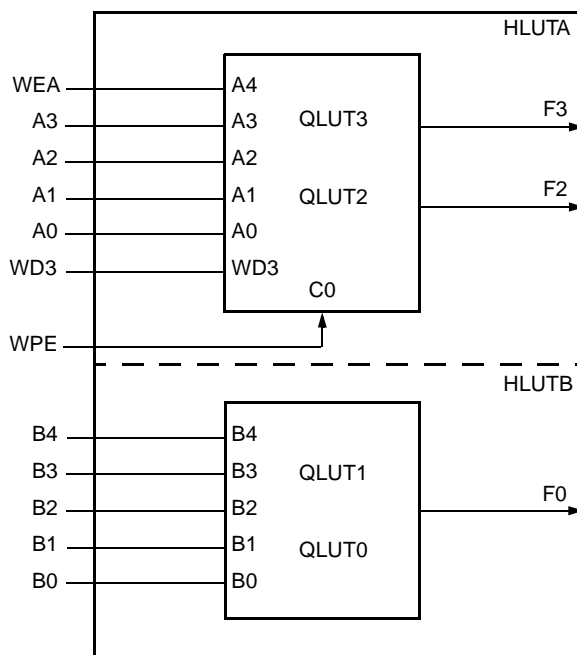 HLUTA
WEA A4
A3 A3 QLUT3 F3
A2 A2
A1 A1 QLUT2 F2
A0 A0
WD3 WD3
C0
WPE
HLUTB
B4 B4
B3 B3 QLUT1
B2 B2 F0
B1 B1 QLUT0
B0 B0